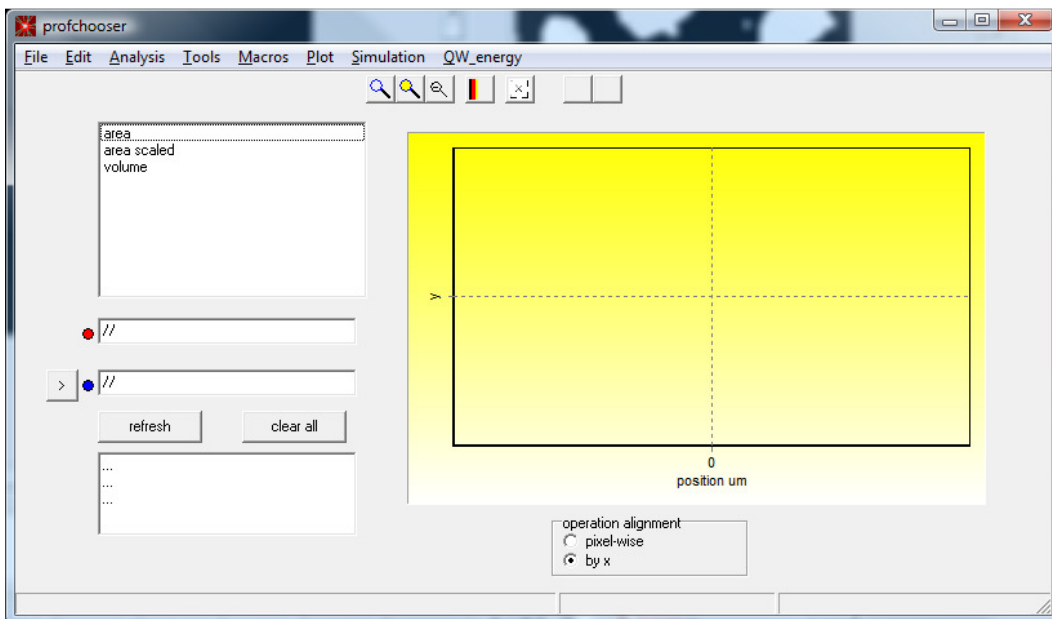 profchooser
File Edit Analysis Tools Macros Plot Simulation QW_energy
area
area scaled
volume
y
//
>
//
refresh
clear all
...
...
...
0
position um
operation alignment
pixel-wise
by x